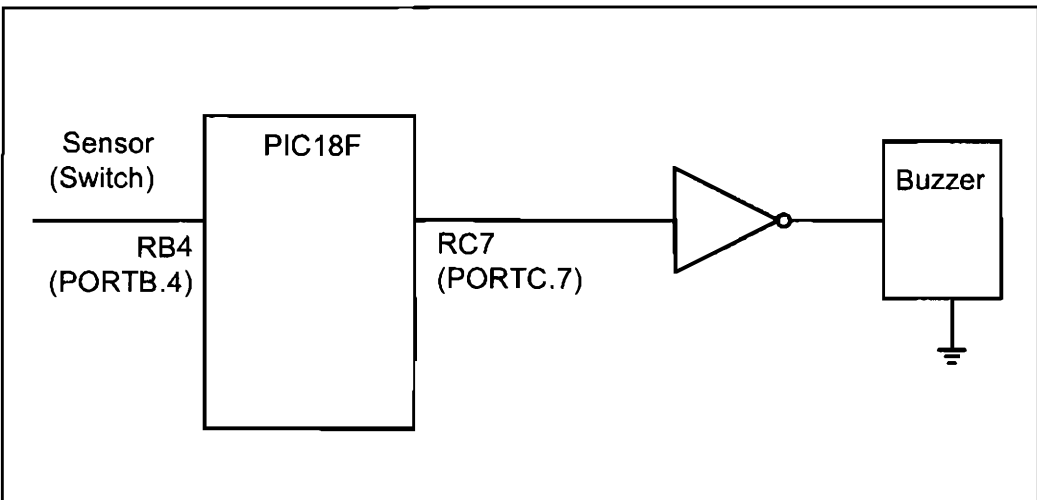 Sensor
(Switch)
PIC18F
Buzzer
RB4
(PORTB.4)
RC7
(PORTC.7)